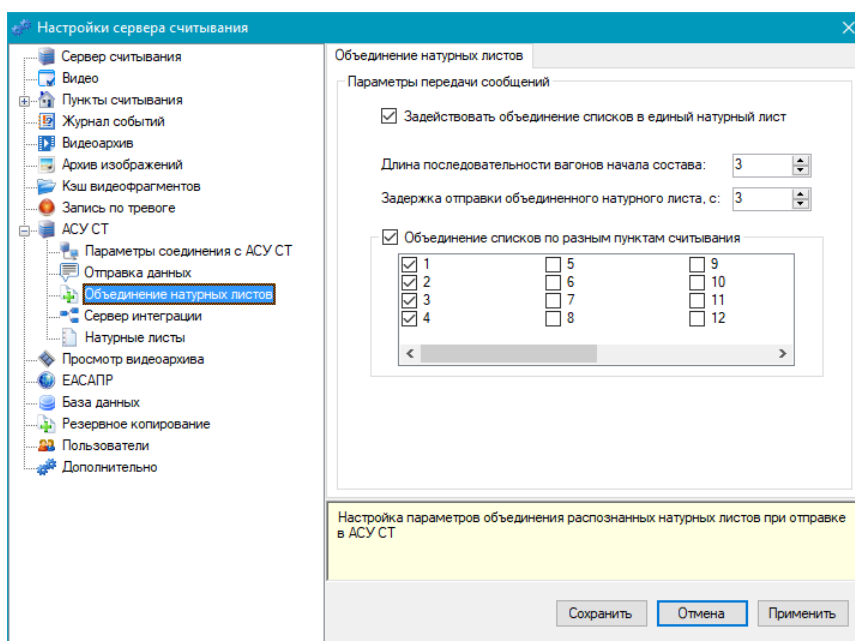 Настройки сервера считывания
Сервер считывания
Видео
Пункты считывания
Журнал событий
Видеоархив
Архив изображений
Кэш видеофрагментов
Запись по тревоге
АСУ СТ
Параметры соединения с АСУ СТ
Отправка данных
Объединение натурных листов
Сервер интеграции
Натурные листы
Просмотр видеоархива
ЕАСАПР
База данных
Резервное копирование
Пользователи
Дополнительно
Объединение натурных листов
Параметры передачи сообщений
Задействовать объединение списков в единый натурный лист
Длина последовательности вагонов начала состава: 3
Задержка отправки объединенного натурного листа, с: 3
Объединение списков по разным пунктам считывания
1 5 9
2 6 10
3 7 11
4 8 12
Настройка параметров объединения распознанных натурных листов при отправке
в АСУ СТ
Сохранить Отмена Применить